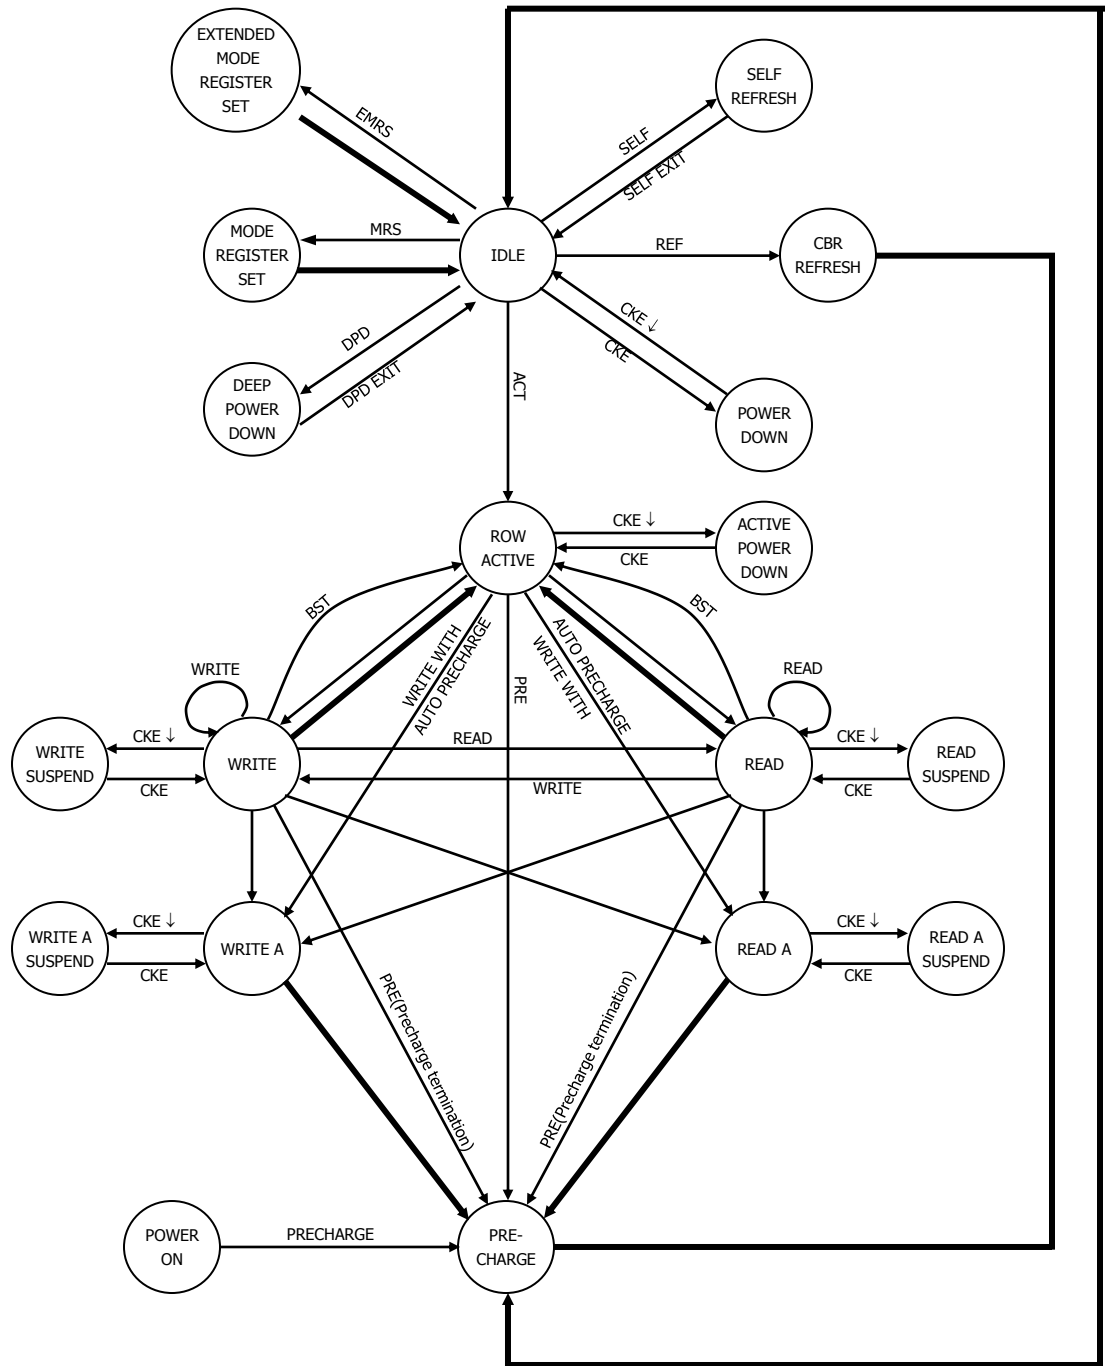 EXTENDED
MODE
REGISTER
SET
SELF
REFRESH
EMRS
SELF
SELF EXIT
MODE
REGISTER
SET
MRS
IDLE
REF
CBR
REFRESH
DPD
DPD EXIT
CKE ↓
CKE
DEEP
POWER
DOWN
ACT
POWER
DOWN
ROW
ACTIVE
CKE ↓
CKE
ACTIVE
POWER
DOWN
BST
BST
WRITE WITH
AUTO PRECHARGE
PRE
AUTO PRECHARGE
WRITE WITH
WRITE
READ
WRITE
SUSPEND
CKE ↓
CKE
WRITE
READ
WRITE
READ
CKE ↓
CKE
READ
SUSPEND
WRITE A
SUSPEND
CKE ↓
CKE
WRITE A
READ A
CKE ↓
CKE
READ A
SUSPEND
PRE(Precharge termination)
PRE(Precharge termination)
POWER
ON
PRECHARGE
PRE-
CHARGE